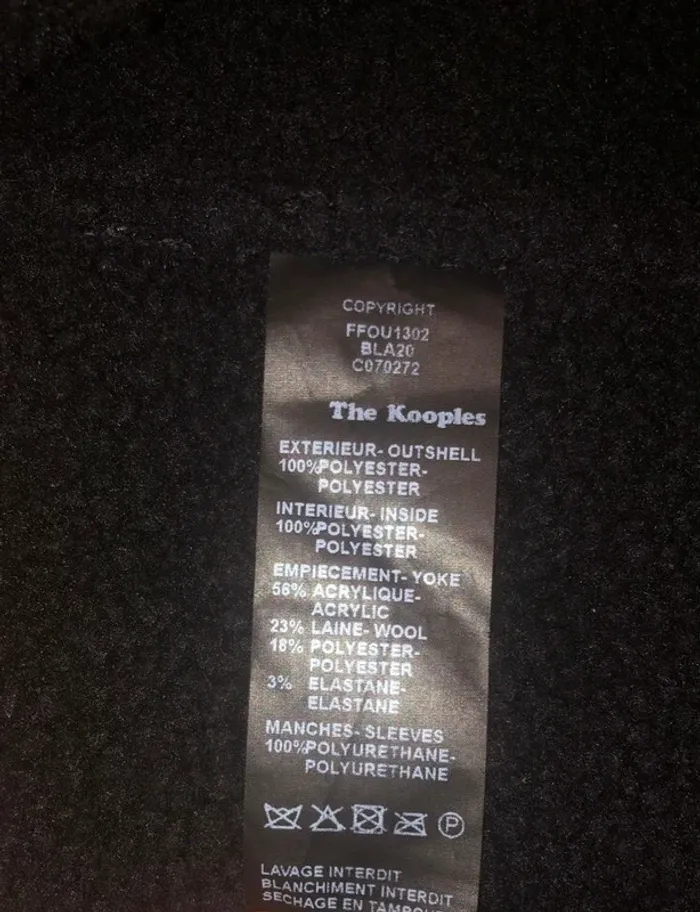 COPYRIGHT
FFOU1302
BLA20
C070272
The Kooples
EXTERIEUR- OUTSHELL
100%POLYESTER-
POLYESTER
INTERIEUR- INSIDE
100%POLYESTER-
POLYESTER
EMPIECEMENT- YOKE
56% ACRYLIQUE-
ACRYLIC
23% LAINE- WOOL
18% POLYESTER-
POLYESTER
3% ELASTANE-
ELASTANE
MANCHES- SLEEVES
100%POLYURETHANE-
POLYURETHANE
P
LAVAGE INTERDIT
BLANCHIMENT INTERDIT
SECHAGE EN